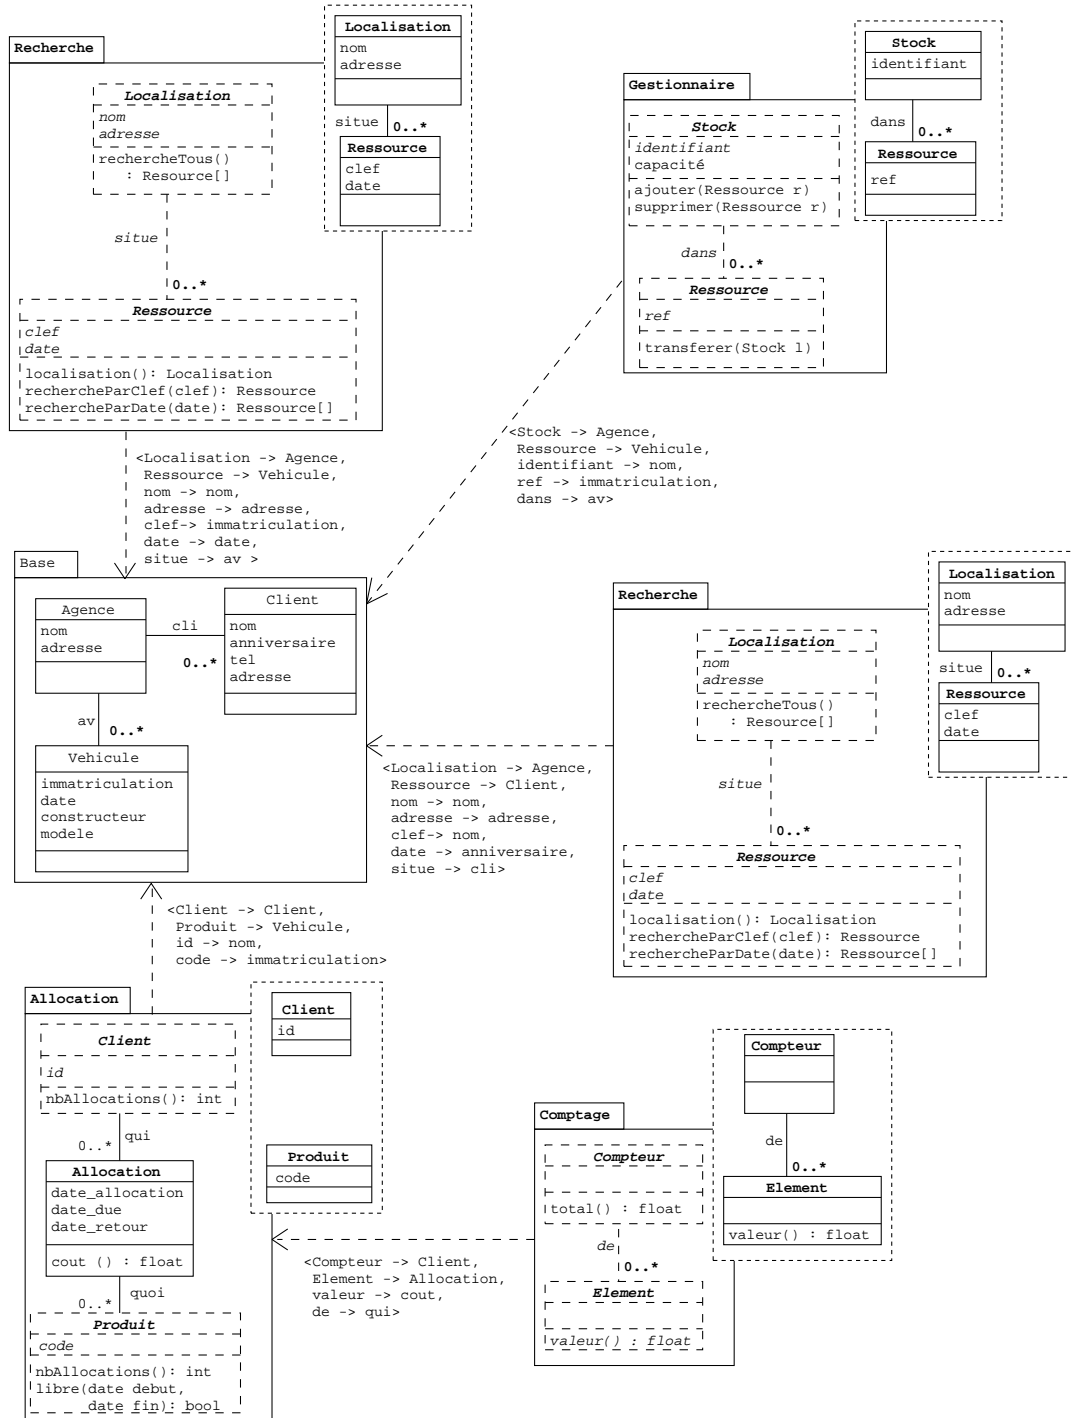 Recherche
Localisation
nom
adresse
situe
0..*
Ressource
clef
date
Localisation
nom
adresse
rechercheTous()
: Resource[]
situe
0..*
Ressource
clef
date
localisation(): Localisation
rechercheParClef(clef): Ressource
rechercheParDate(date): Ressource[]
Gestionnaire
Stock
identifiant
dans
0..*
Ressource
ref
Stock
identifiant
capacité
ajouter(Ressource r)
supprimer(Ressource r)
dans
0..*
Ressource
ref
transferer(Stock l)
<Localisation -> Agence,
Ressource -> Vehicule,
nom -> nom,
adresse -> adresse,
clef-> immatriculation,
date -> date,
situe -> av >
<Stock -> Agence,
Ressource -> Vehicule,
identifiant -> nom,
ref -> immatriculation,
dans -> av>
Base
Agence
nom
adresse
cli
0..*
Client
nom
anniversaire
tel
adresse
av
0..*
Vehicule
immatriculation
date
constructeur
modele
<Localisation -> Agence,
Ressource -> Client,
nom -> nom,
adresse -> adresse,
clef-> nom,
date -> anniversaire,
situe -> cli>
Recherche
Localisation
nom
adresse
situe
0..*
Ressource
clef
date
Localisation
nom
adresse
rechercheTous()
: Resource[]
situe
0..*
Ressource
clef
date
localisation(): Localisation
rechercheParClef(clef): Ressource
rechercheParDate(date): Ressource[]
<Client -> Client,
Produit -> Vehicule,
id -> nom,
code -> immatriculation>
Allocation
Client
id
Produit
code
Client
id
nbAllocations(): int
0..*
qui
Allocation
date_allocation
date_due
date_retour
cout () : float
0..*
quoi
Produit
code
nbAllocations(): int
libre(date debut,
date fin): bool
<Compteur -> Client,
Element -> Allocation,
valeur -> cout,
de -> qui>
Comptage
Compteur
de
0..*
Element
valeur() : float
Compteur
total() : float
de
0..*
Element
valeur() : float